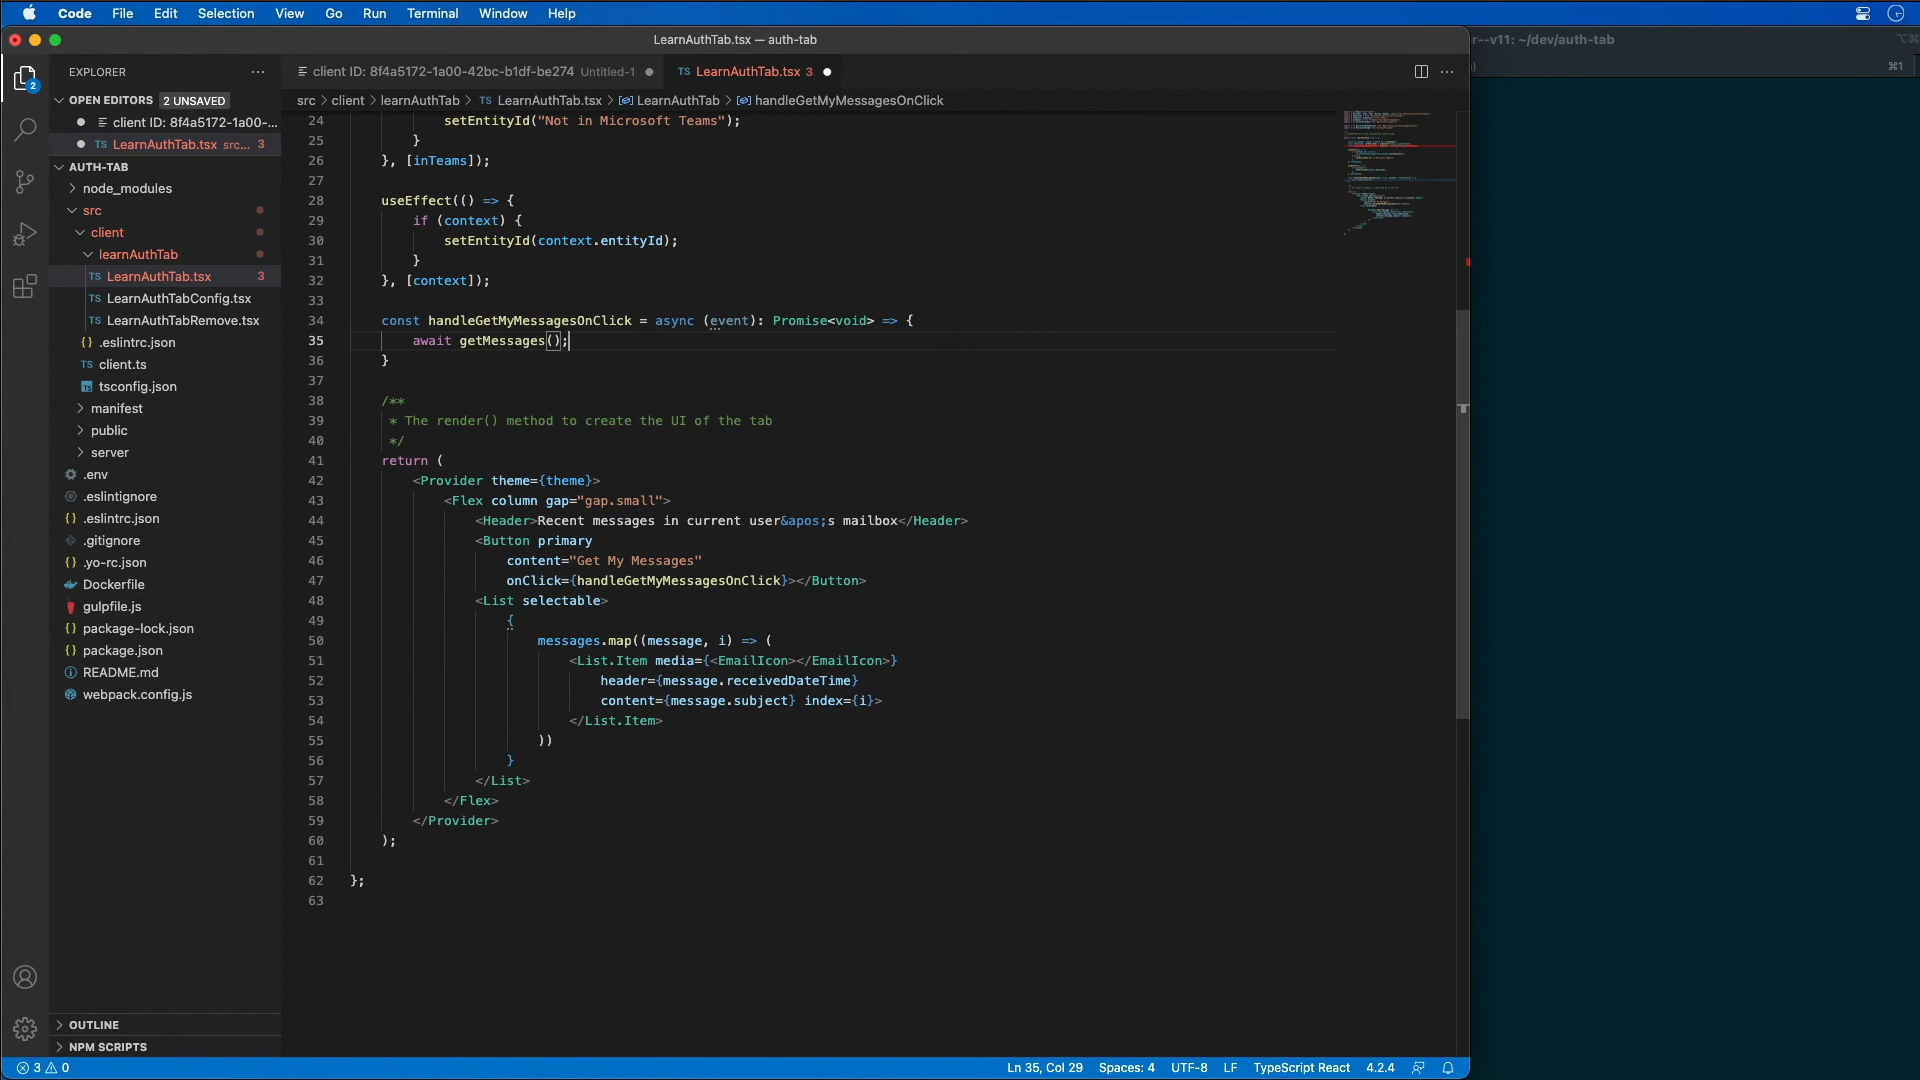 Code File Edit Selection View Go Run Terminal Window Help
LearnAuthTab.tsx — auth-tab
r--v11: ~/dev/auth-tab
⌘1
EXPLORER
client ID: 8f4a5172-1a00-42bc-b1df-be274 Untitled-1
TS LearnAuthTab.tsx 3
OPEN EDITORS 2 UNSAVED
src > client > learnAuthTab > TS LearnAuthTab.tsx > LearnAuthTab > handleGetMyMessagesOnClick
client ID: 8f4a5172-1a00-...
TS LearnAuthTab.tsx src... 3
AUTH-TAB
node_modules
src
client
learnAuthTab
TS LearnAuthTab.tsx 3
TS LearnAuthTabConfig.tsx
TS LearnAuthTabRemove.tsx
{} .eslintrc.json
TS client.ts
tsconfig.json
manifest
public
server
.env
.eslintignore
{} .eslintrc.json
.gitignore
{} .yo-rc.json
Dockerfile
gulpfile.js
{} package-lock.json
{} package.json
README.md
webpack.config.js
OUTLINE
NPM SCRIPTS
24 setEntityId("Not in Microsoft Teams");
25 }
26 }, [inTeams]);
27
28 useEffect(() => {
29 if (context) {
30 setEntityId(context.entityId);
31 }
32 }, [context]);
33
34 const handleGetMyMessagesOnClick = async (event): Promise<void> => {
35 await getMessages();
36 }
37
38 /**
39 * The render() method to create the UI of the tab
40 */
41 return (
42 <Provider theme={theme}>
43 <Flex column gap="gap.small">
44 <Header>Recent messages in current user&apos;s mailbox</Header>
45 <Button primary
46 content="Get My Messages"
47 onClick={handleGetMyMessagesOnClick}></Button>
48 <List selectable>
49 {
50 messages.map((message, i) => (
51 <List.Item media={<EmailIcon></EmailIcon>}
52 header={message.receivedDateTime}
53 content={message.subject} index={i}>
54 </List.Item>
55 ))
56 }
57 </List>
58 </Flex>
59 </Provider>
60 );
61
62 };
63
3 0
Ln 35, Col 29 Spaces: 4 UTF-8 LF TypeScript React 4.2.4